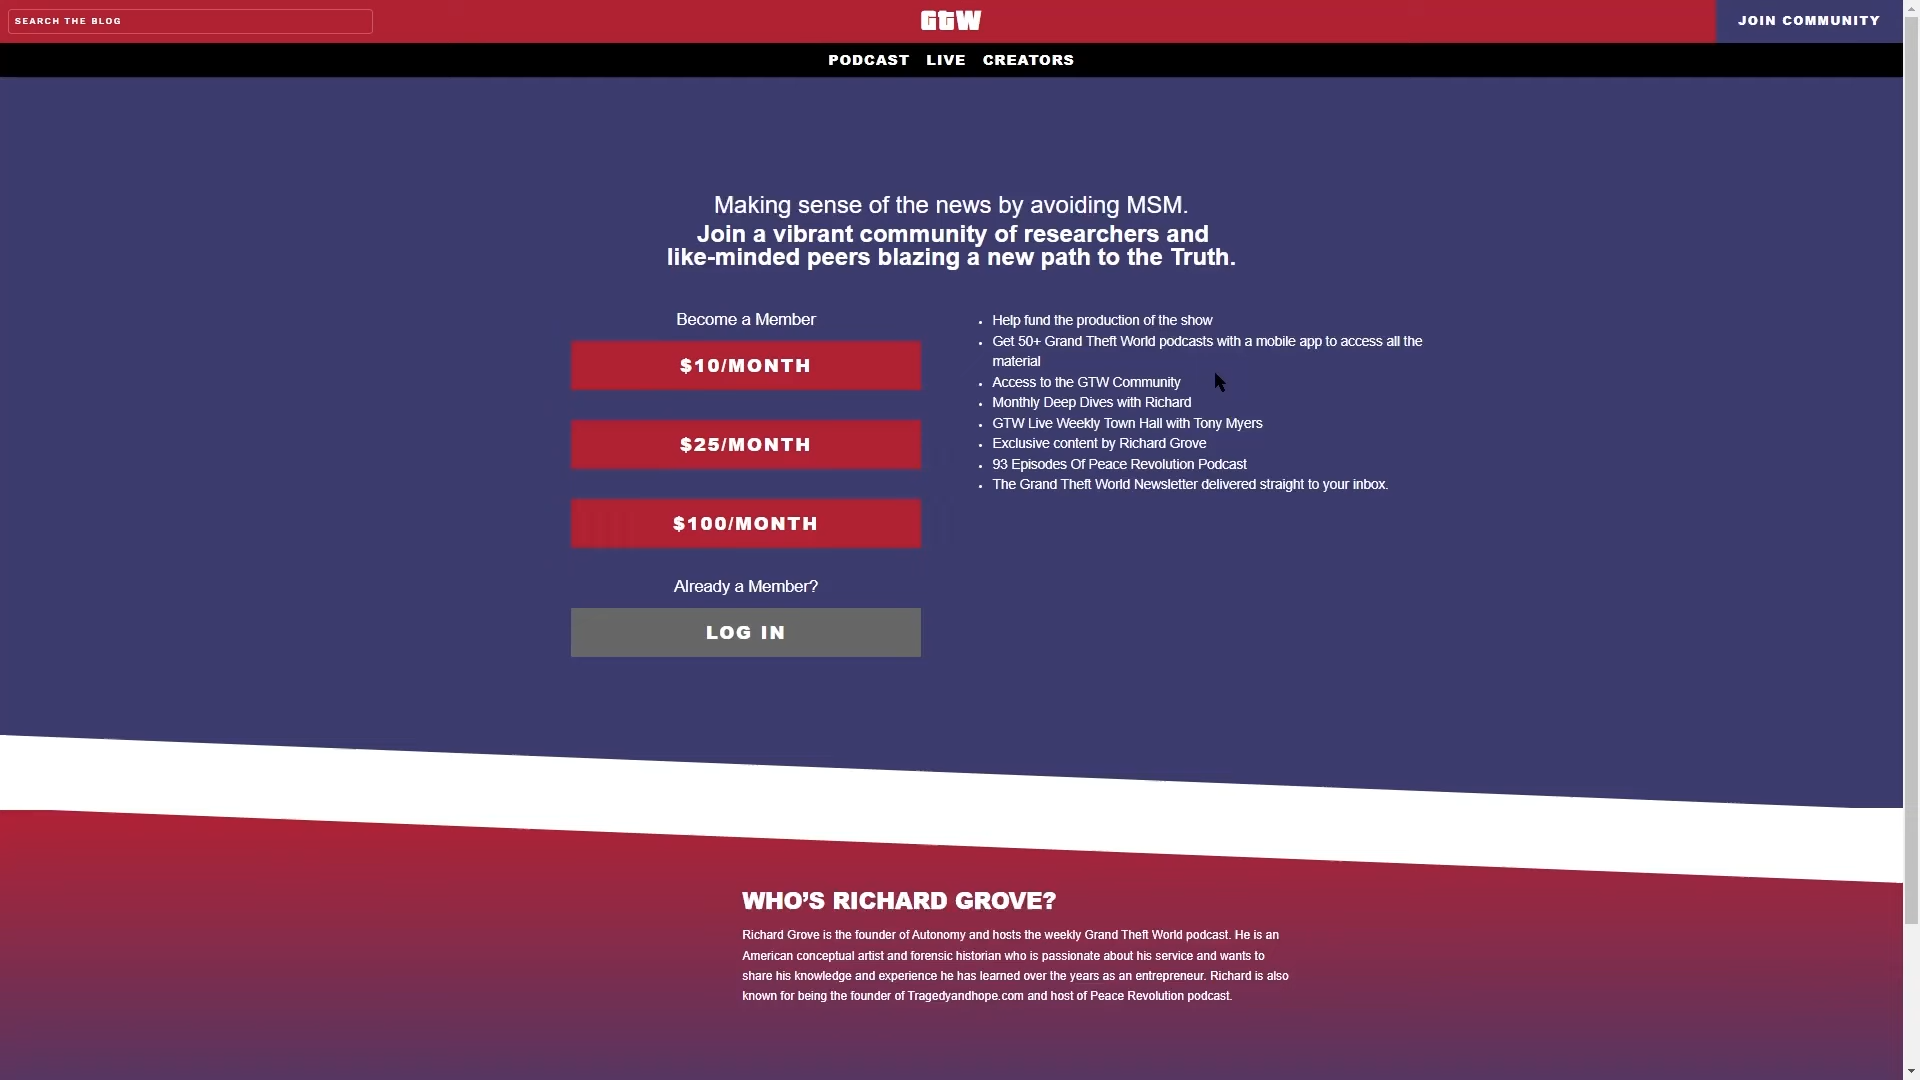 SEARCH THE BLOG
GTW
JOIN COMMUNITY
PODCAST LIVE CREATORS
Making sense of the news by avoiding MSM.
Join a vibrant community of researchers and
like-minded peers blazing a new path to the Truth.
Become a Member
$10/MONTH
$25/MONTH
$100/MONTH
Already a Member?
LOG IN
• Help fund the production of the show
• Get 50+ Grand Theft World podcasts with a mobile app to access all the
material
• Access to the GTW Community
• Monthly Deep Dives with Richard
• GTW Live Weekly Town Hall with Tony Myers
• Exclusive content by Richard Grove
• 93 Episodes Of Peace Revolution Podcast
• The Grand Theft World Newsletter delivered straight to your inbox.
WHO’S RICHARD GROVE?
Richard Grove is the founder of Autonomy and hosts the weekly Grand Theft World podcast. He is an
American conceptual artist and forensic historian who is passionate about his service and wants to
share his knowledge and experience he has learned over the years as an entrepreneur. Richard is also
known for being the founder of Tragedyandhope.com and host of Peace Revolution podcast.